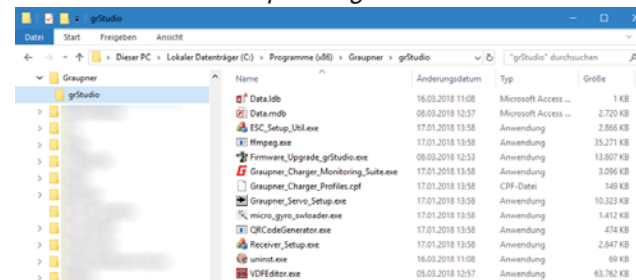 grStudio
Datei Start Freigeben Ansicht
Dieser PC > Lokaler Datenträger (C:) > Programme (x86) > Graupner > grStudio "grStudio" durchsuchen
Graupner
grStudio
Name Änderungsdatum Typ Größe
Data.ldb 16.03.2018 11:08 Microsoft Access ... 1 KB
Data.mdb 08.03.2018 12:57 Microsoft Access ... 2.720 KB
ESC_Setup_Util.exe 17.01.2018 13:58 Anwendung 2.866 KB
ffmpeg.exe 17.01.2018 13:58 Anwendung 35.271 KB
Firmware_Upgrade_grStudio.exe 08.03.2018 12:53 Anwendung 13.807 KB
Graupner_Charger_Monitoring_Suite.exe 17.01.2018 13:58 Anwendung 3.096 KB
Graupner_Charger_Profiles.cpf 17.01.2018 13:58 CPF-Datei 149 KB
Graupner_Servo_Setup.exe 17.01.2018 13:58 Anwendung 10.323 KB
micro_gyro_swloader.exe 17.01.2018 13:58 Anwendung 1.412 KB
QRCodeGenerator.exe 17.01.2018 13:58 Anwendung 474 KB
Receiver_Setup.exe 17.01.2018 13:58 Anwendung 2.847 KB
uninst.exe 16.03.2018 11:08 Anwendung 69 KB
VDFEditor.exe 05.03.2018 12:57 Anwendung 63.762 KB